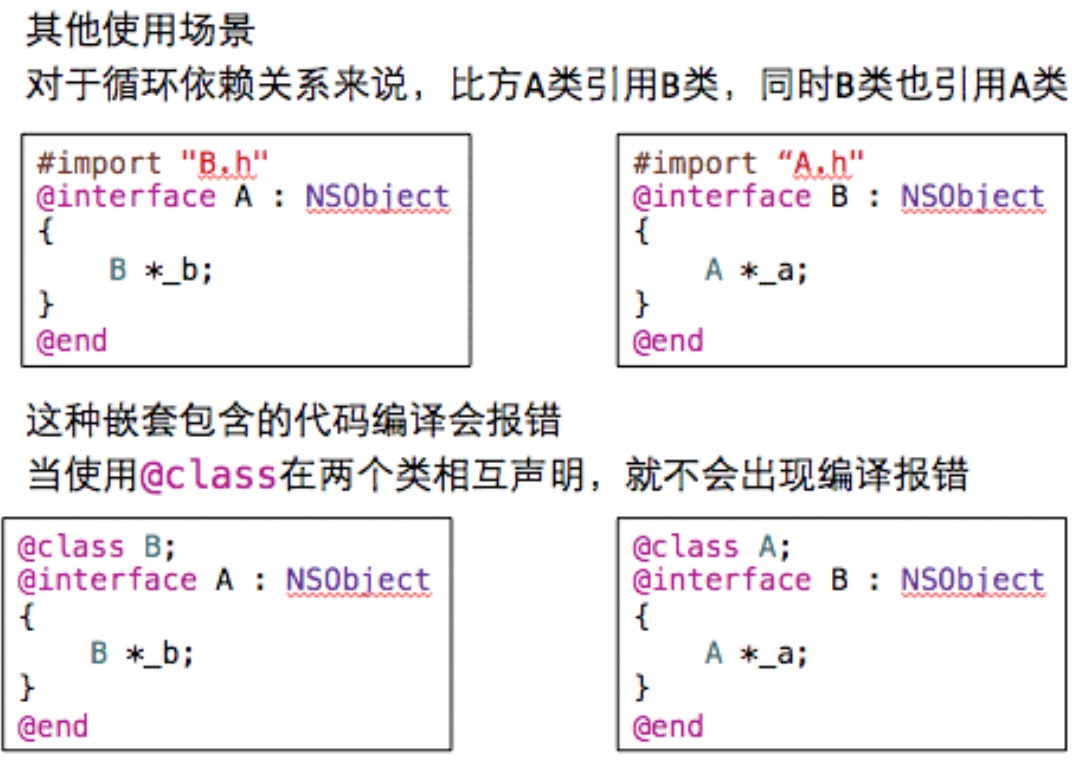 其他使用场景
对于循环依赖关系来说，比方A类引用B类，同时B类也引用A类
#import "B.h"
@interface A : NSObject
{
    B *_b;
}
@end
#import “A.h"
@interface B : NSObject
{
    A *_a;
}
@end
这种嵌套包含的代码编译会报错
当使用@class在两个类相互声明，就不会出现编译报错
@class B;
@interface A : NSObject
{
    B *_b;
}
@end
@class A;
@interface B : NSObject
{
    A *_a;
}
@end